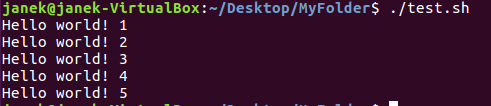 janek@janek-VirtualBox:~/Desktop/MyFolder$ ./test.sh
Hello world! 1
Hello world! 2
Hello world! 3
Hello world! 4
Hello world! 5